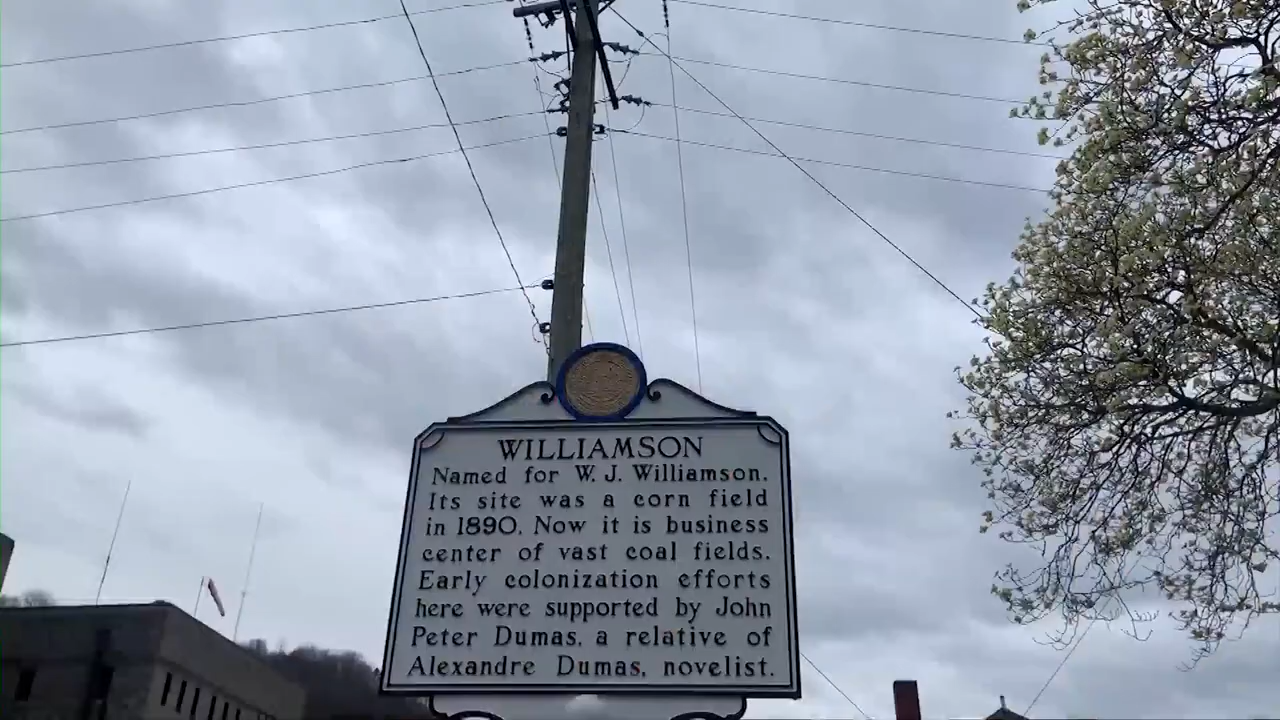 WILLIAMSON
Named for W. J. Williamson.
Its site was a corn field
in 1890. Now it is business
center of vast coal fields.
Early colonization efforts
here were supported by John
Peter Dumas, a relative of
Alexandre Dumas, novelist.